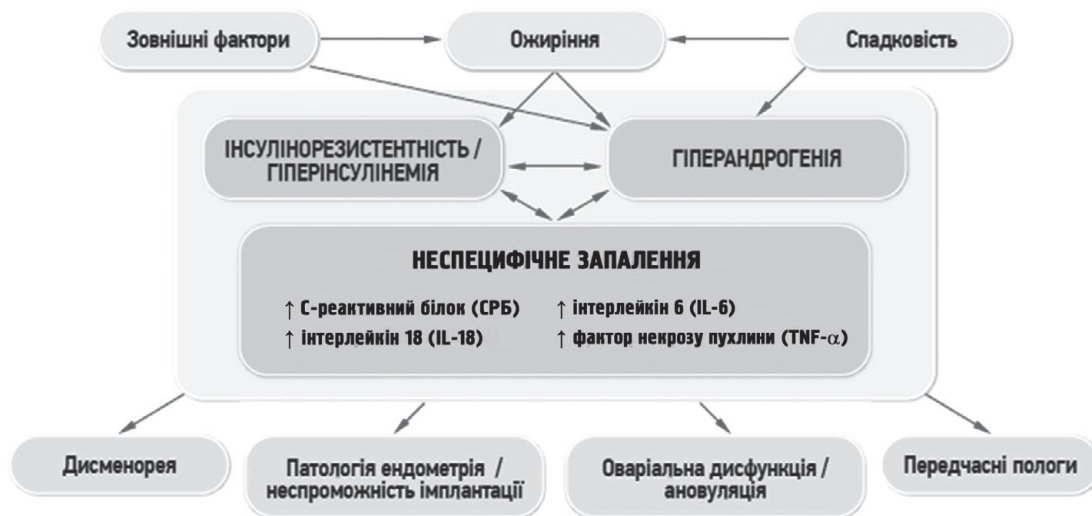 Зовнішні фактори
Ожиріння
Спадковість
ІНСУЛІНОРЕЗИСТЕНТНІСТЬ /
ГІПЕРІНСУЛІНЕМІЯ
ГІПЕРАНДРОГЕНІЯ
НЕСПЕЦИФІЧНЕ ЗАПАЛЕННЯ
↑ С-реактивний білок (СРБ)
↑ інтерлейкін 18 (IL-18)
↑ інтерлейкін 6 (IL-6)
↑ фактор некрозу пухлини (TNF-α)
Дисменорея
Патологія ендометрія /
неспроможність імплантації
Оваріальна дисфункція /
ановуляція
Передчасні пологи